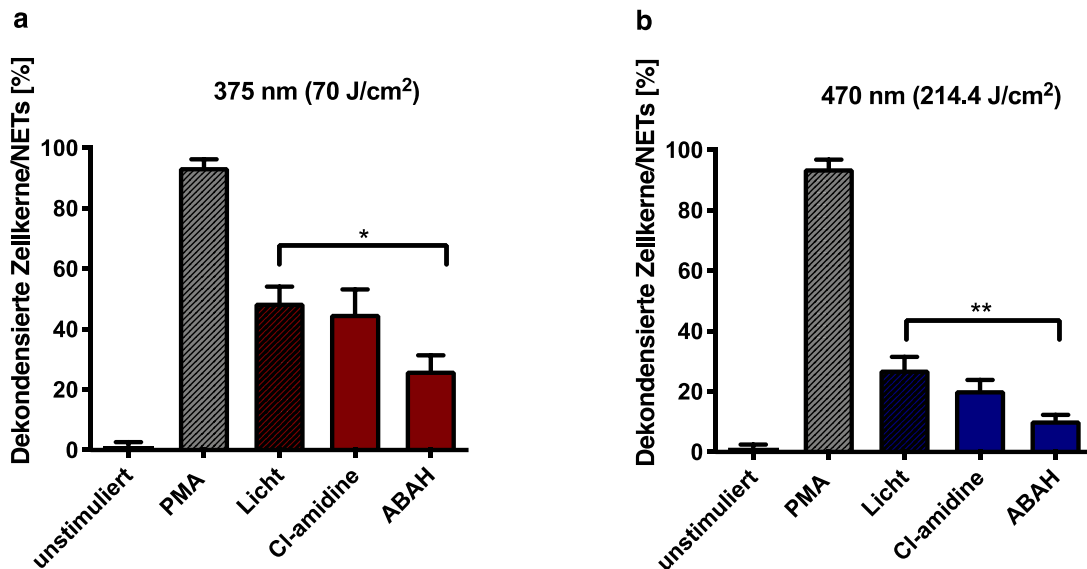 a
375 nm (70 J/cm²)
Dekondensierte Zellkerne/NETs [%]
100
80
60
40
20
0
*
unstimuliert
PMA
Licht
Cl-amidine
ABAH
b
470 nm (214.4 J/cm²)
Dekondensierte Zellkerne/NETs [%]
100
80
60
40
20
0
**
unstimuliert
PMA
Licht
Cl-amidine
ABAH